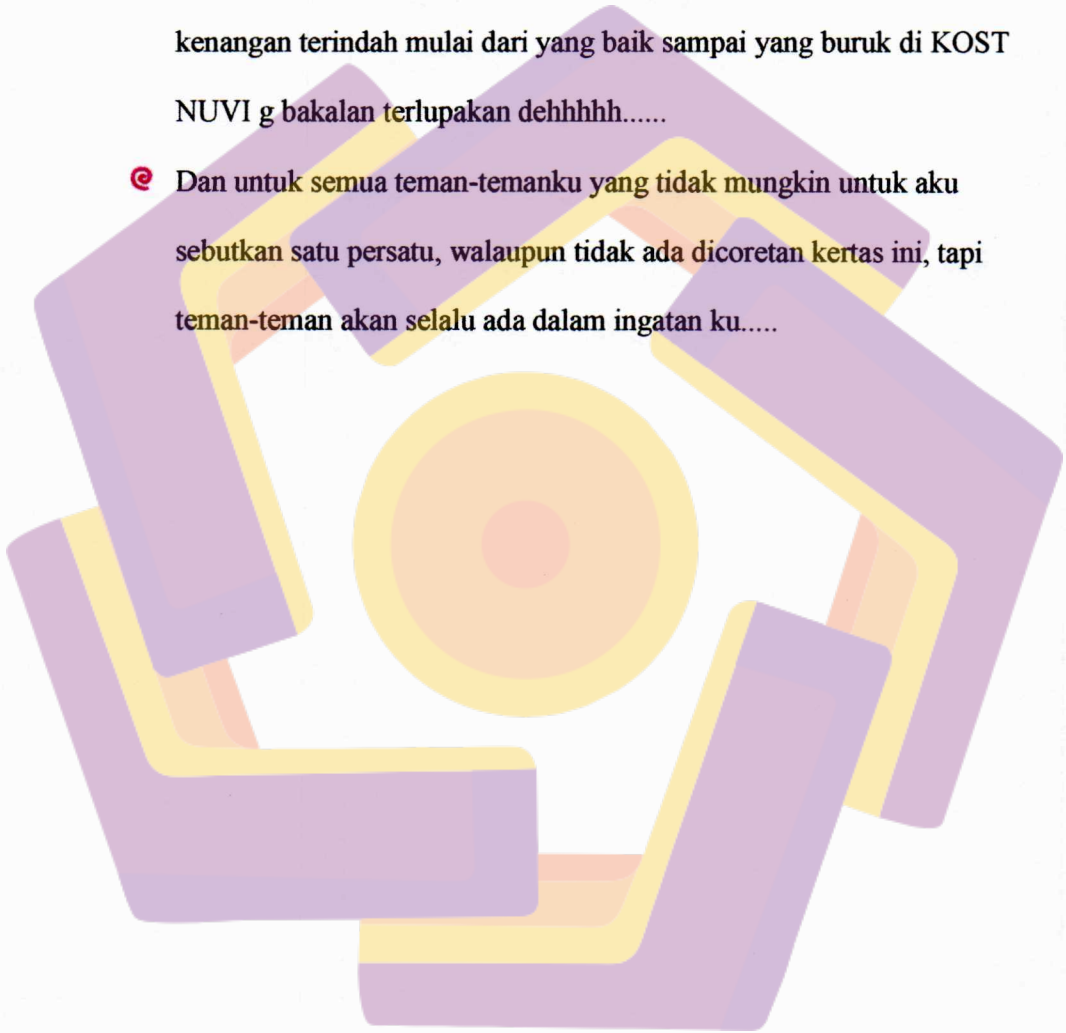 kenangan terindah mulai dari yang baik sampai yang buruk di KOST
NUVI g bakalan terlupakan dehhhhh......
Dan untuk semua teman-temanku yang tidak mungkin untuk aku
sebutkan satu persatu, walaupun tidak ada dicoretan kertas ini, tapi
teman-teman akan selalu ada dalam ingatan ku.....